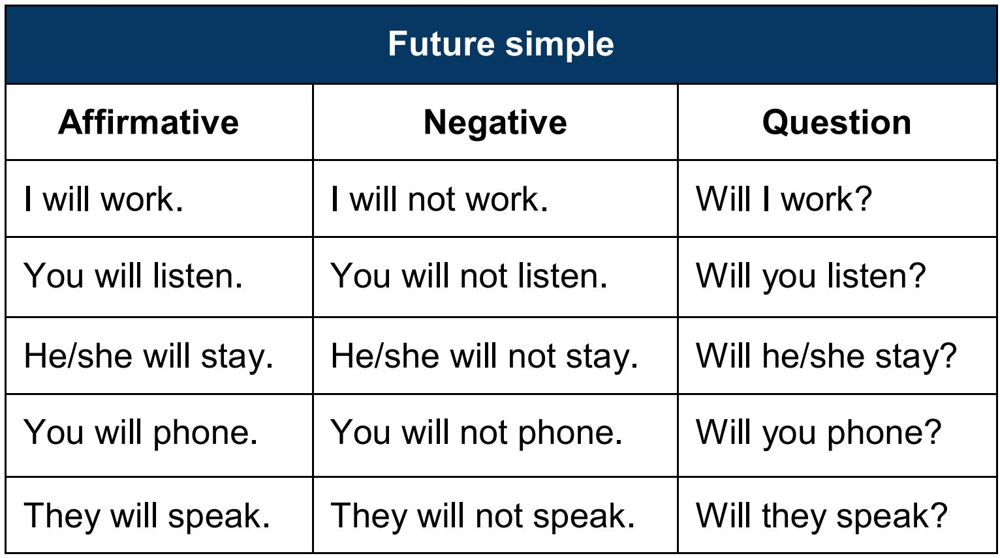 Future simple
Affirmative Negative Question
I will work. I will not work. Will I work?
You will listen. You will not listen. Will you listen?
He/she will stay. He/she will not stay. Will he/she stay?
You will phone. You will not phone. Will you phone?
They will speak. They will not speak. Will they speak?